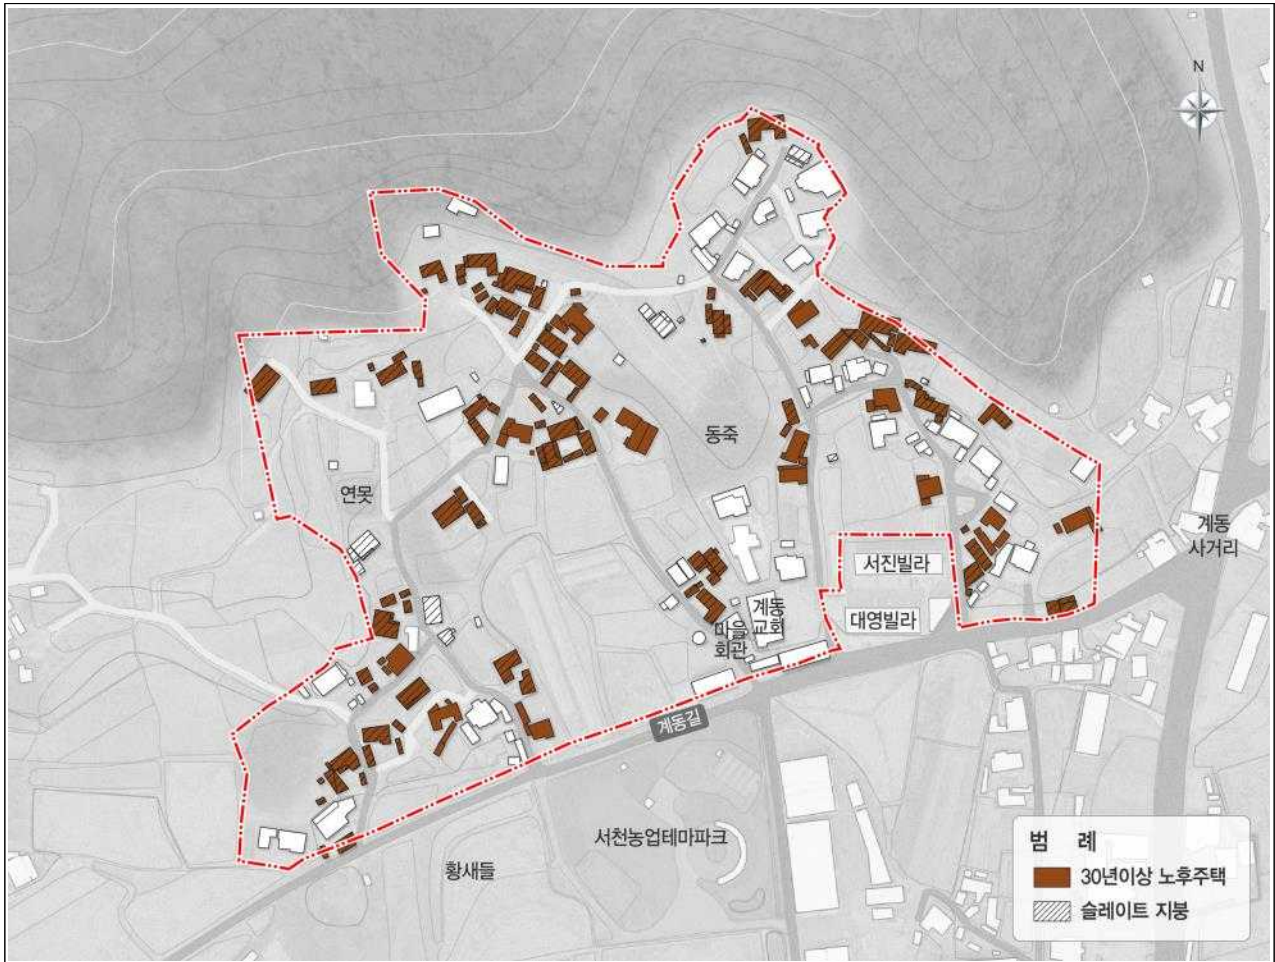 N
동죽
연못
계동
사거리
서진빌라
계동
교회
대영빌라
마을
회관
계동길
서천농업테마파크
황새들
범 례
30년이상 노후주택
슬레이트 지붕